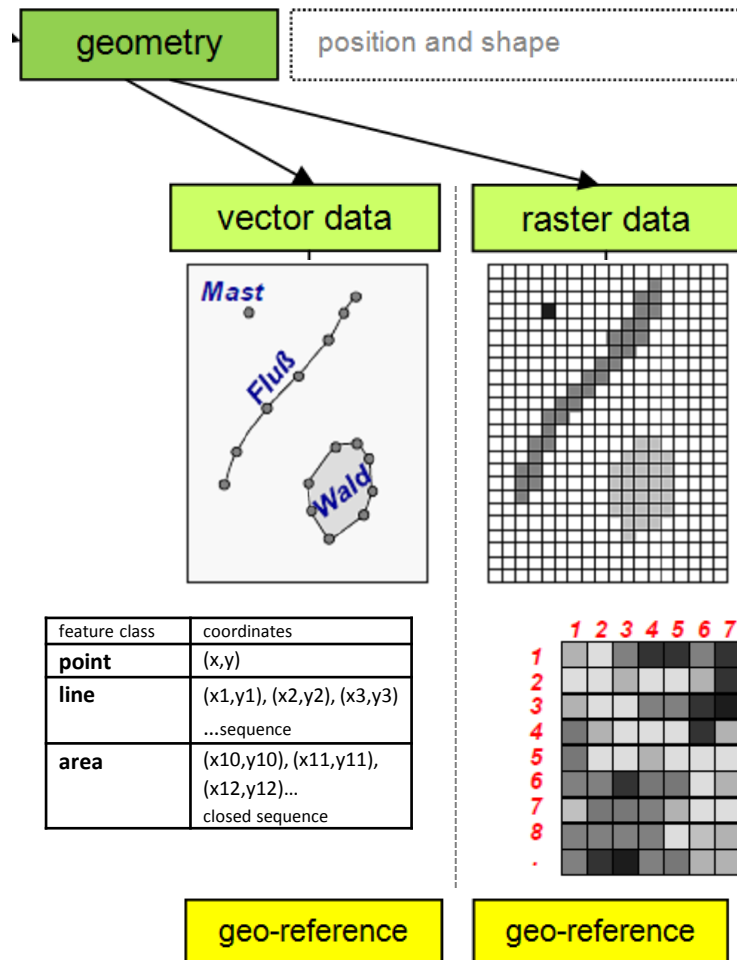 geometry
position and shape
vector data
raster data
Mast
Fluß
Wald
feature class coordinates
point (x,y)
line (x1,y1), (x2,y2), (x3,y3)
...sequence
area (x10,y10), (x11,y11),
(x12,y12)...
closed sequence
1 2 3 4 5 6 7
1
2
3
4
5
6
7
8
.
geo-reference
geo-reference